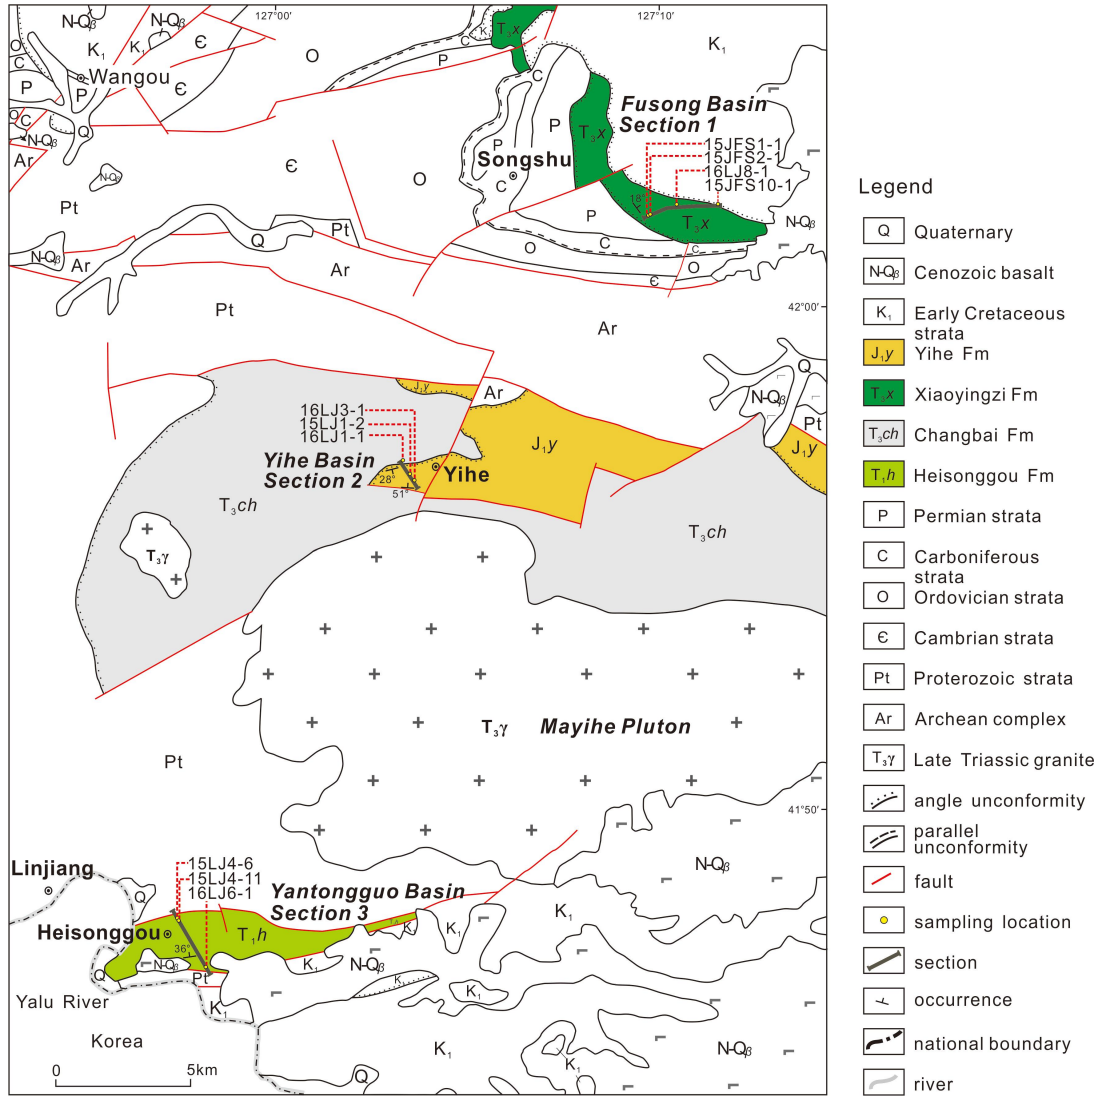 127°00′
127°10′
N-Qβ
N-Qβ
K₁
K₁
Є
O
K₁
T₃x
K₁
O
C
P
Wangou
P
Є
C
P
C
Fusong Basin
Section 1
O
C
Q
P
T₃x
N-Qβ
Ar
P
Songshu
C
15JFS1-1
15JFS2-1
16LJ8-1
15JFS10-1
Є
O
N-Qβ
Pt
18°
P
T₃x
N-Qβ
Pt
Q
C
C
O
O
Є
N-Qβ
Ar
Ar
Pt
Ar
42°00′
Q
J₁y
Ar
N-Qβ
Pt
16LJ3-1
15LJ1-2
16LJ1-1
J₁y
J₁y
Yihe Basin
Section 2
28°
51°
Yihe
T₃ch
T₃ch
T₃γ
T₃γ
Mayihe Pluton
Pt
41°50′
15LJ4-6
15LJ4-11
16LJ6-1
Linjiang
Yantongguo Basin
Section 3
N-Qβ
Q
Heisonggou
T₁h
36°
K₁
K₁
K₁
N-Qβ
Q
Pt
K₁
N-Qβ
K₁
K₁
Yalu River
K₁
Korea
K₁
K₁
N-Qβ
Q
0
5km
Legend
Q
Quaternary
N-Qβ
Cenozoic basalt
K₁
Early Cretaceous
strata
J₁y
Yihe Fm
T₃x
Xiaoyingzi Fm
T₃ch
Changbai Fm
T₁h
Heisonggou Fm
P
Permian strata
C
Carboniferous
strata
O
Ordovician strata
Є
Cambrian strata
Pt
Proterozoic strata
Ar
Archean complex
T₃γ
Late Triassic granite
angle unconformity
parallel
unconformity
fault
sampling location
section
occurrence
national boundary
river